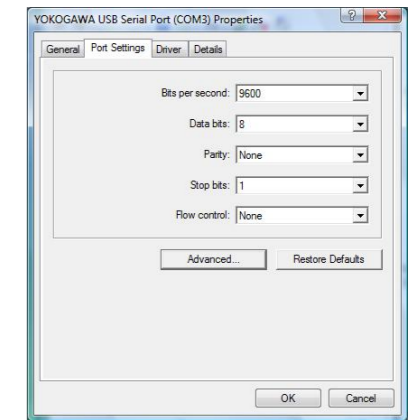 YOKOGAWA USB Serial Port (COM3) Properties
General Port Settings Driver Details
Bits per second: 9600
Data bits: 8
Parity: None
Stop bits: 1
Flow control: None
Advanced... Restore Defaults
OK Cancel